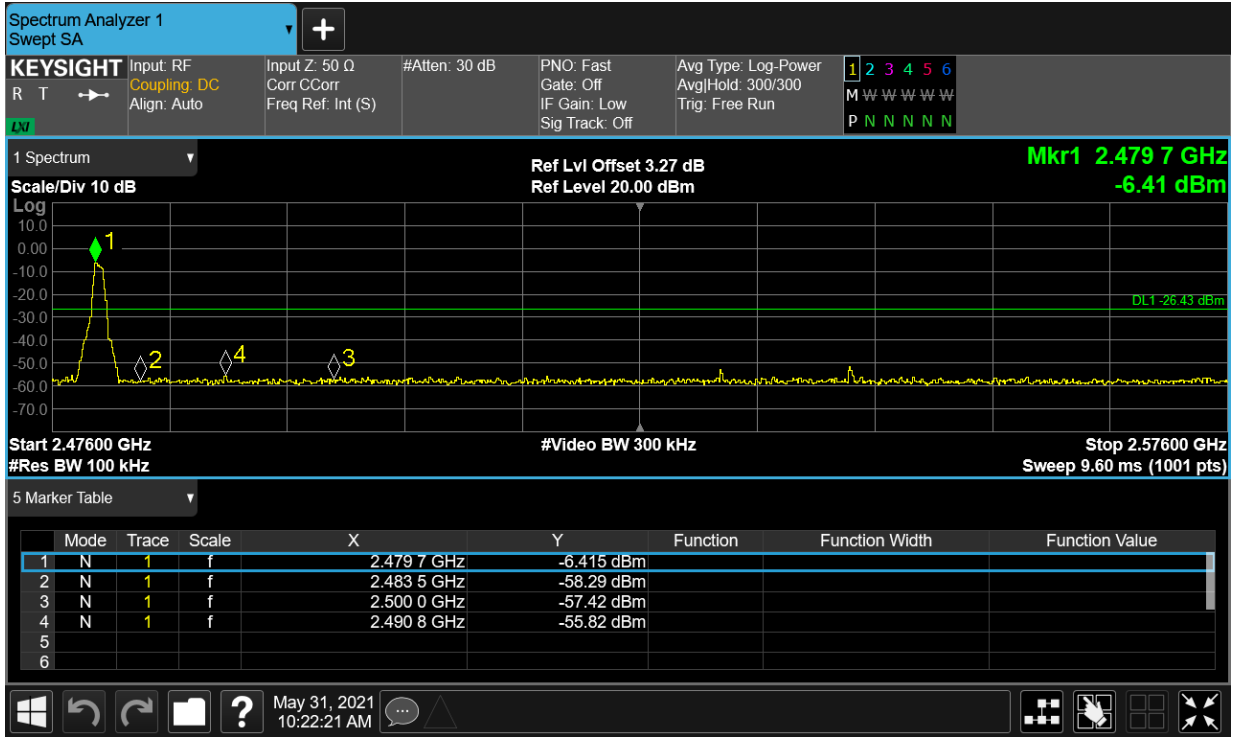 Spectrum Analyzer 1
Swept SA
KEYSIGHT
R T
LXI
Input: RF
Coupling: DC
Align: Auto
Input Z: 50 Ω
Corr CCorr
Freq Ref: Int (S)
#Atten: 30 dB
PNO: Fast
Gate: Off
IF Gain: Low
Sig Track: Off
Avg Type: Log-Power
Avg|Hold: 300/300
Trig: Free Run
1 2 3 4 5 6
M W W W W W
P N N N N N
1 Spectrum
Scale/Div 10 dB
Ref Lvl Offset 3.27 dB
Ref Level 20.00 dBm
Mkr1 2.479 7 GHz
-6.41 dBm
Log
10.0
0.00
-10.0
-20.0
-30.0
-40.0
-50.0
-60.0
-70.0
1
2
4
3
DL1 -26.43 dBm
Start 2.47600 GHz
#Video BW 300 kHz
Stop 2.57600 GHz
#Res BW 100 kHz
Sweep 9.60 ms (1001 pts)
5 Marker Table
Mode Trace Scale X Y Function Function Width Function Value
1 N 1 f 2.479 7 GHz -6.415 dBm
2 N 1 f 2.483 5 GHz -58.29 dBm
3 N 1 f 2.500 0 GHz -57.42 dBm
4 N 1 f 2.490 8 GHz -55.82 dBm
5
6
?
May 31, 2021
10:22:21 AM